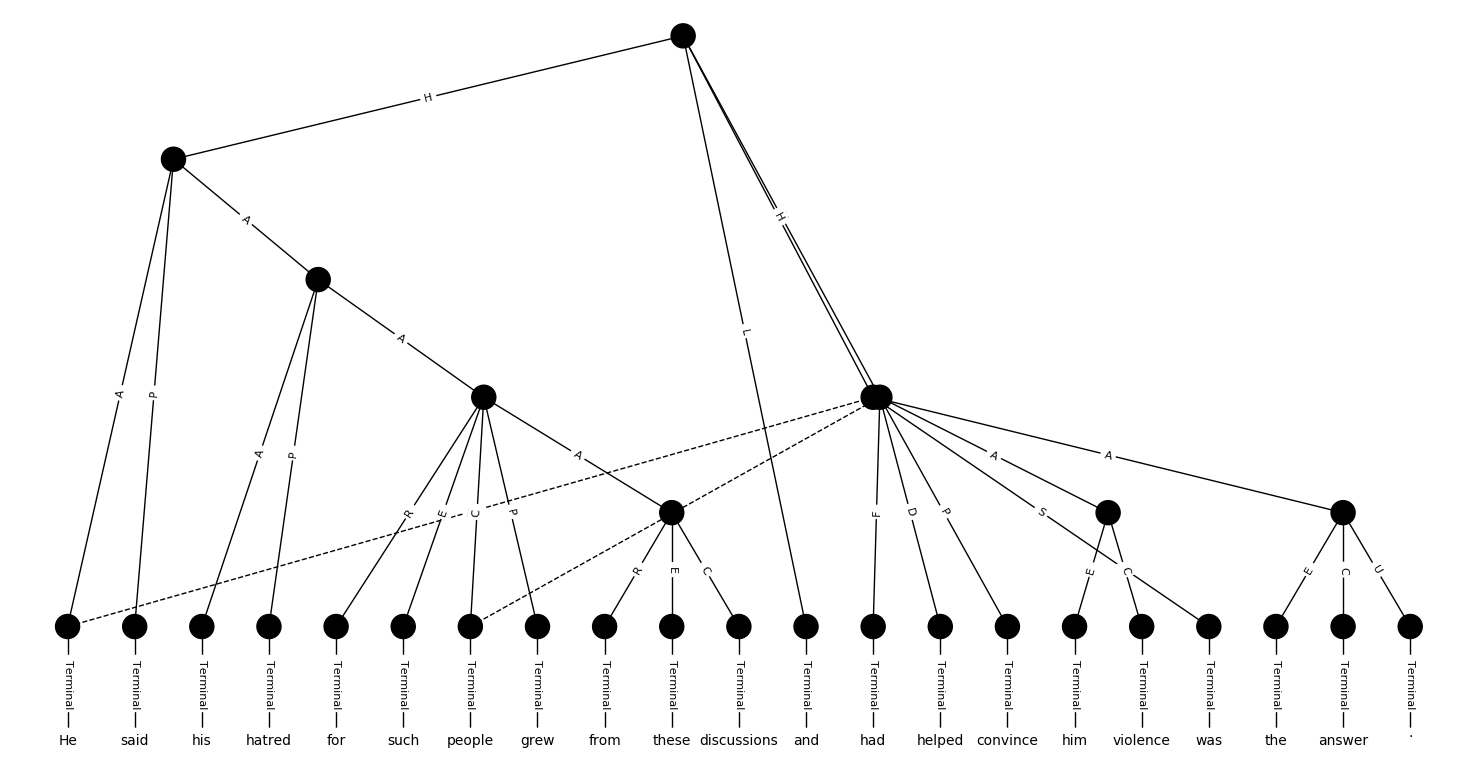 H
A
H
L
A
A P
A P
A A A
R E C P F D P S
R E C E C E C U
Terminal Terminal Terminal Terminal Terminal Terminal Terminal Terminal Terminal Terminal Terminal Terminal Terminal Terminal Terminal Terminal Terminal Terminal Terminal Terminal Terminal
He said his hatred for such people grew from these discussions and had helped convince him violence was the answer .